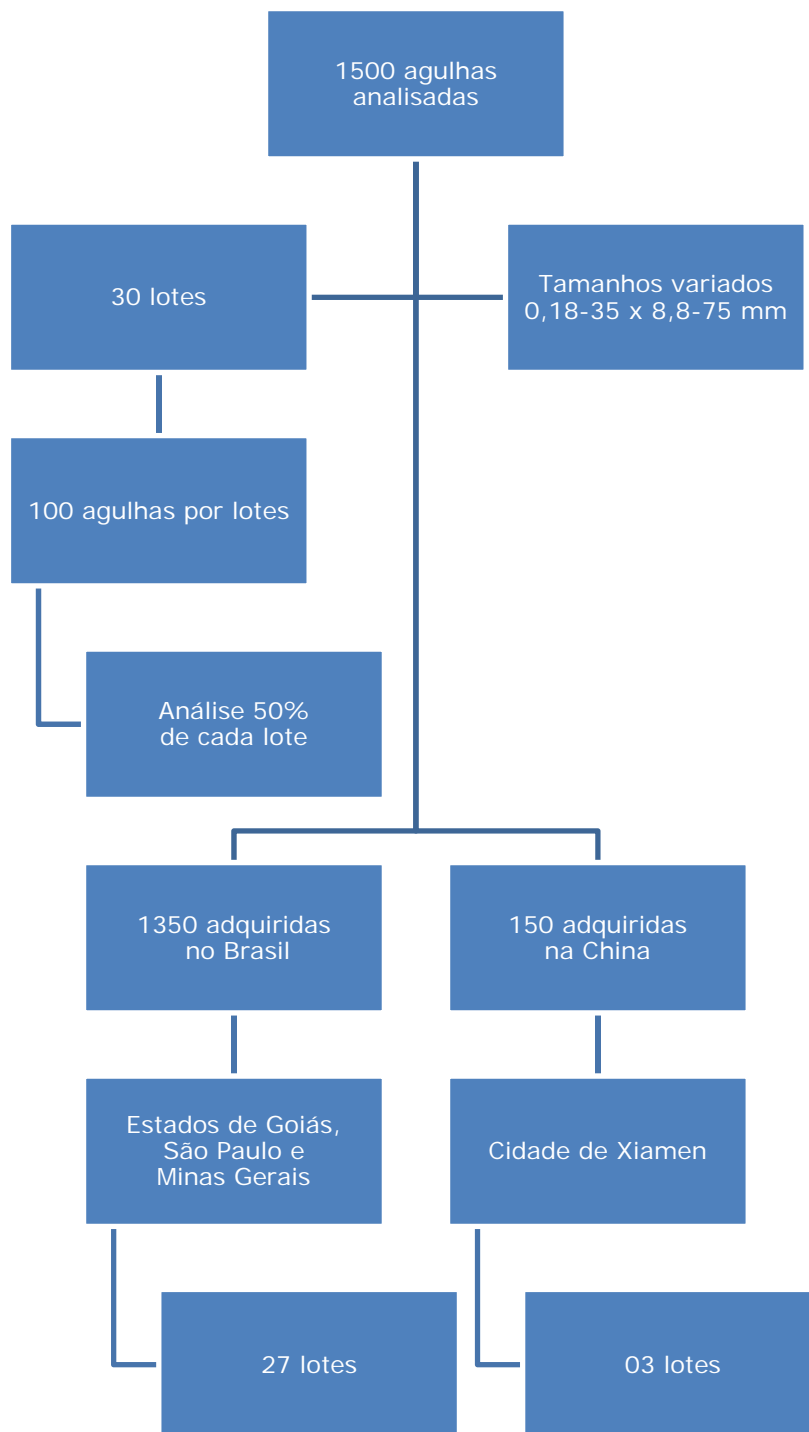 1500 agulhas
analisadas
30 lotes
Tamanhos variados
0,18-35 x 8,8-75 mm
100 agulhas por lotes
Análise 50%
de cada lote
1350 adquiridas
no Brasil
150 adquiridas
na China
Estados de Goiás,
São Paulo e
Minas Gerais
Cidade de Xiamen
27 lotes
03 lotes